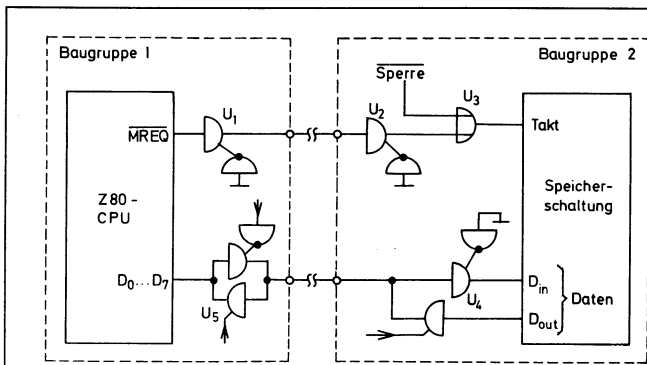 Baugruppe 1
Baugruppe 2
Sperre
U1
U2
U3
MREQ
Takt
Z80-
CPU
Speicher-
schaltung
D0...D7
U5
U4
Din
Dout
Daten